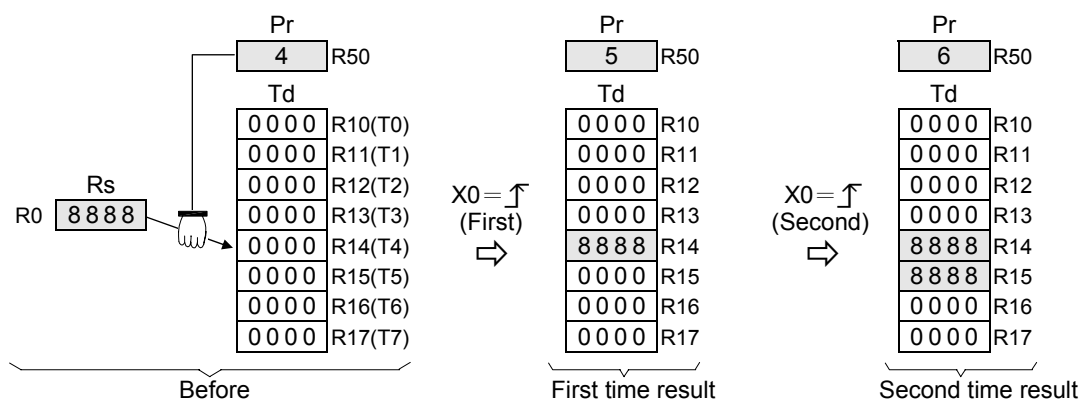 Pr Pr Pr
4 R50 5 R50 6 R50
Td Td Td
0000 R10(T0) 0000 R10 0000 R10
0000 R11(T1) 0000 R11 0000 R11
Rs 0000 R12(T2) X0= 0000 R12 X0= 0000 R12
R0 8888 0000 R13(T3) (First) 0000 R13 (Second) 0000 R13
0000 R14(T4) 8888 R14 8888 R14
0000 R15(T5) 0000 R15 8888 R15
0000 R16(T6) 0000 R16 0000 R16
0000 R17(T7) 0000 R17 0000 R17
Before First time result Second time result